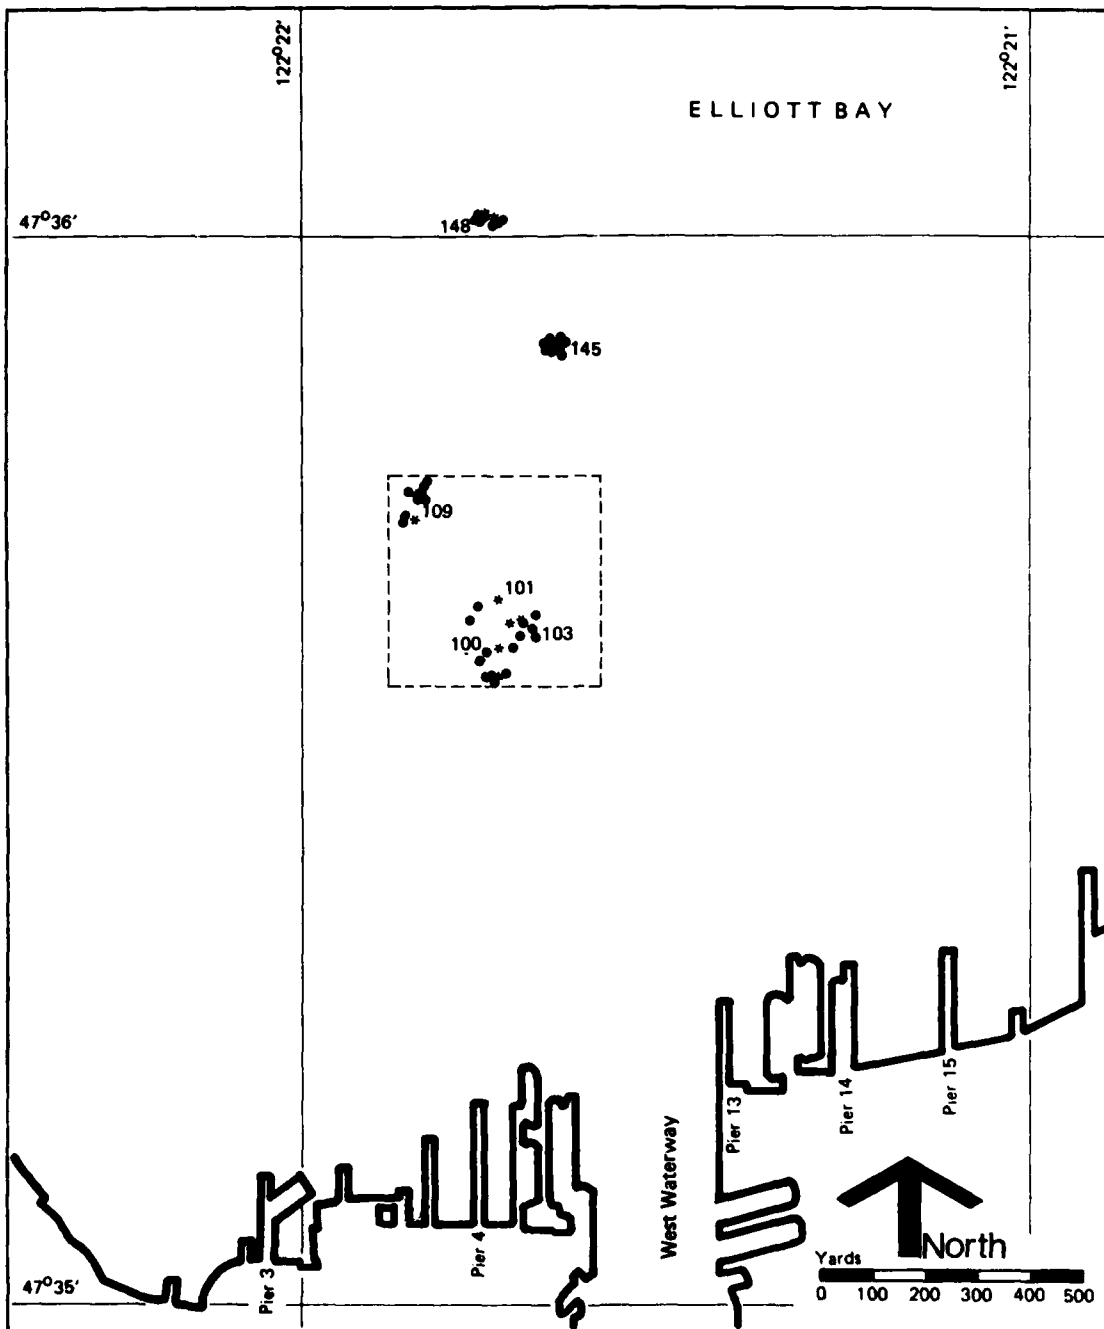 122°22'
122°21'
ELLIOTT BAY
47°36'
148
145
109
101
100
103
West Waterway
Pier 13
Pier 14
Pier 15
Pier 4
Pier 3
North
Yards
0 100 200 300 400 500
47°35'